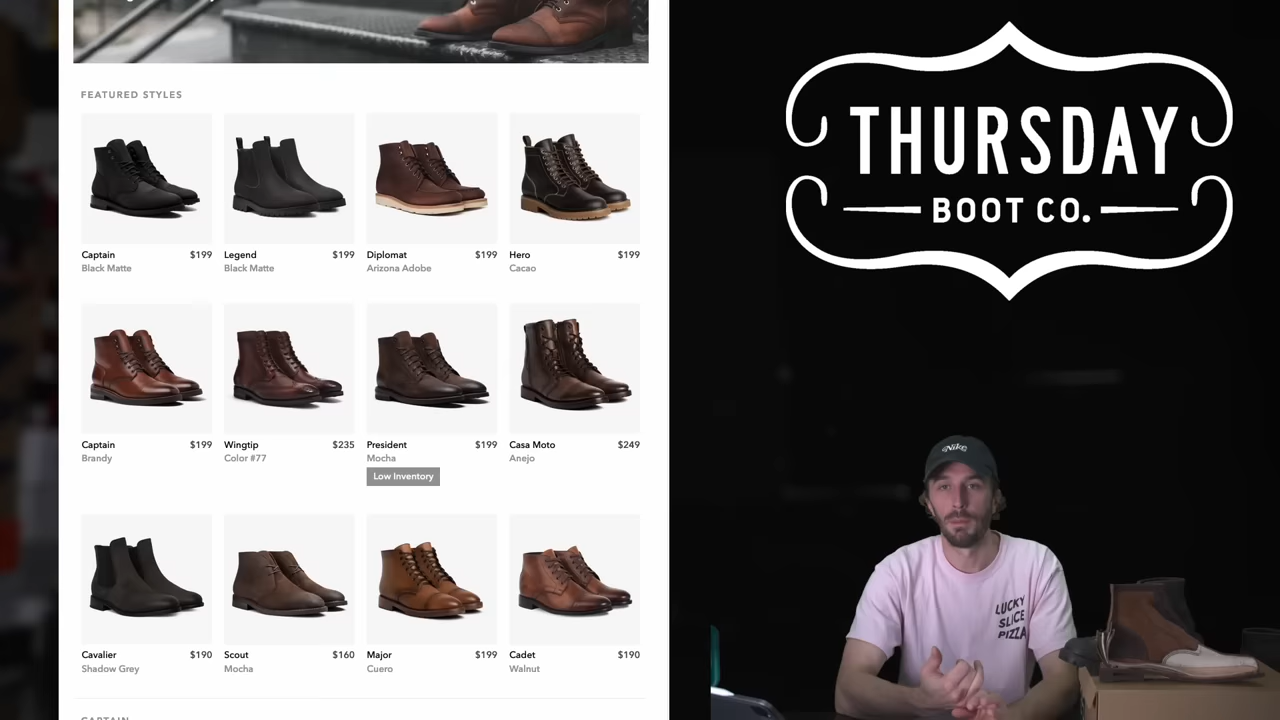 FEATURED STYLES
Captain $199
Black Matte
Legend $199
Black Matte
Diplomat $199
Arizona Adobe
Hero $199
Cacao
Captain $199
Brandy
Wingtip $235
Color #77
President $199
Mocha
Low Inventory
Casa Moto $249
Anejo
Cavalier $190
Shadow Grey
Scout $160
Mocha
Major $199
Cuero
Cadet $190
Walnut
CAPTAIN
THURSDAY
BOOT CO.
Nike
LUCKY
SLICE
PIZZA